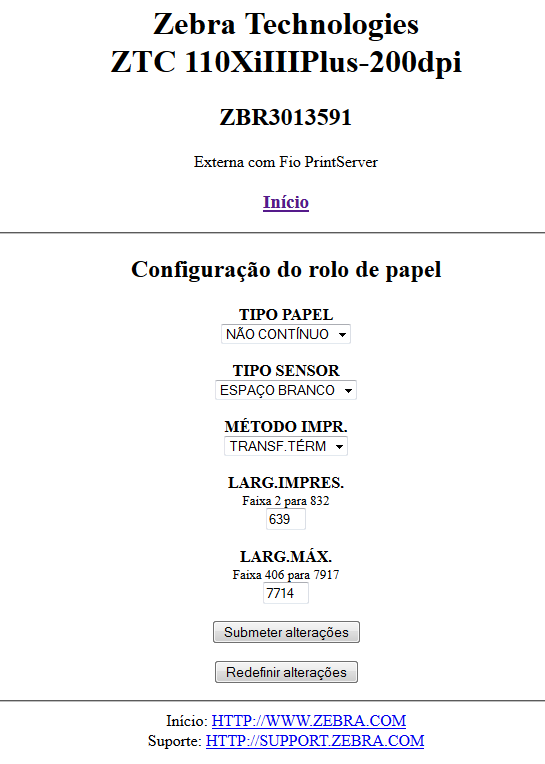 Zebra Technologies
ZTC 110XiIIIPlus-200dpi
ZBR3013591
Externa com Fio PrintServer
Início
Configuração do rolo de papel
TIPO PAPEL
NÃO CONTÍNUO
TIPO SENSOR
ESPAÇO BRANCO
MÉTODO IMPR.
TRANSF.TÉRM
LARG.IMPRES.
Faixa 2 para 832
639
LARG.MÁX.
Faixa 406 para 7917
7714
Submeter alterações
Redefinir alterações
Início: HTTP://WWW.ZEBRA.COM
Suporte: HTTP://SUPPORT.ZEBRA.COM